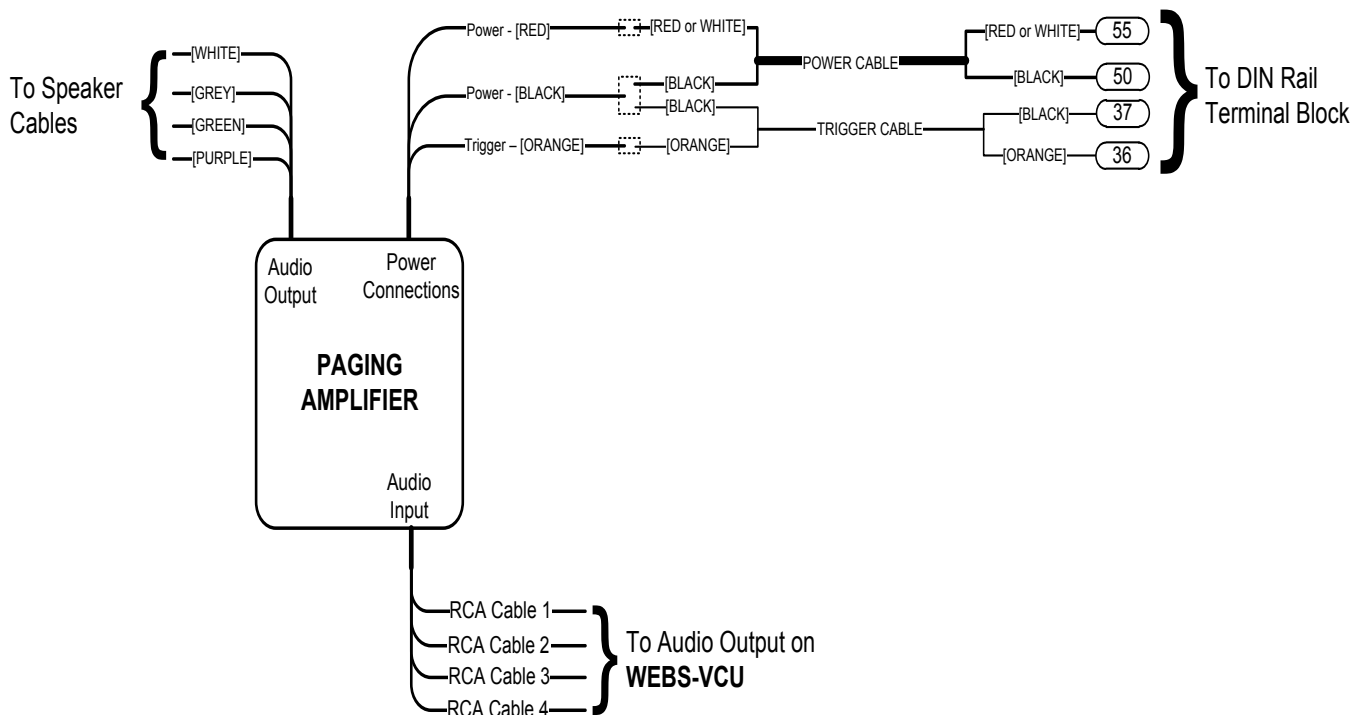 To Speaker
Cables
[WHITE]
[GREY]
[GREEN]
[PURPLE]
Power - [RED]
[RED or WHITE]
Power - [BLACK]
[BLACK]
[BLACK]
Trigger – [ORANGE]
[ORANGE]
POWER CABLE
TRIGGER CABLE
[RED or WHITE]
55
[BLACK]
50
[BLACK]
37
[ORANGE]
36
To DIN Rail
Terminal Block
Audio
Output
Power
Connections
PAGING
AMPLIFIER
Audio
Input
RCA Cable 1
RCA Cable 2
RCA Cable 3
RCA Cable 4
To Audio Output on
WEBS-VCU